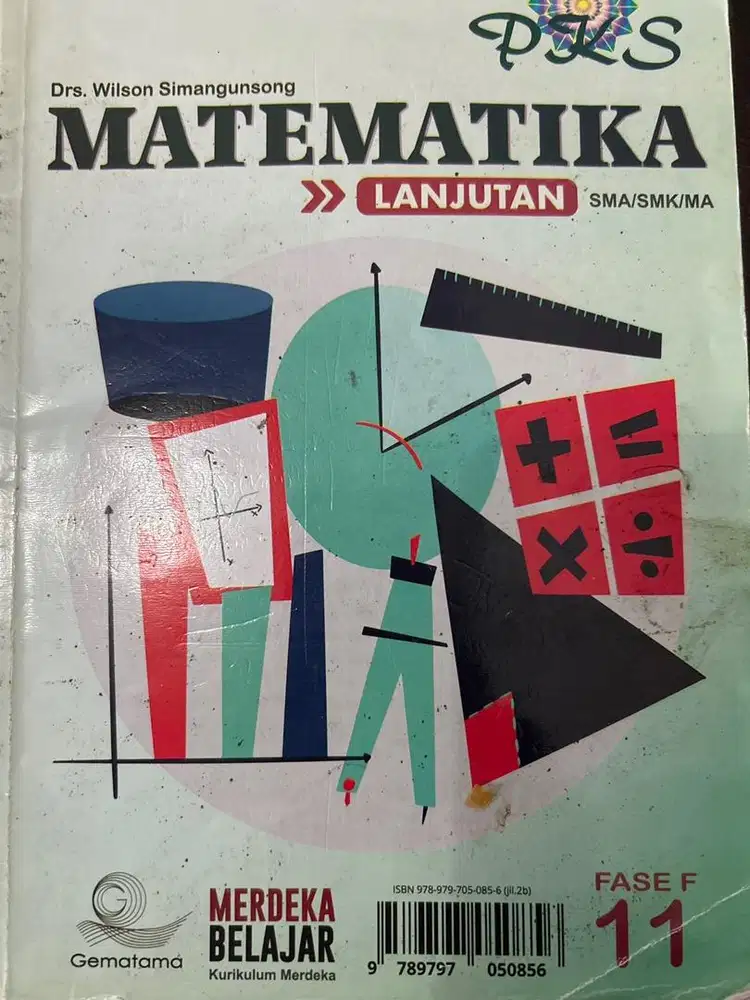 PKS
Drs. Wilson Simangunsong
MATEMATIKA
LANJUTAN SMA/SMK/MA
ISBN 978-979-705-085-6 (jil.2b)
FASE F
11
MERDEKA
BELAJAR
Kurikulum Merdeka
Gematama
9 789797 050856